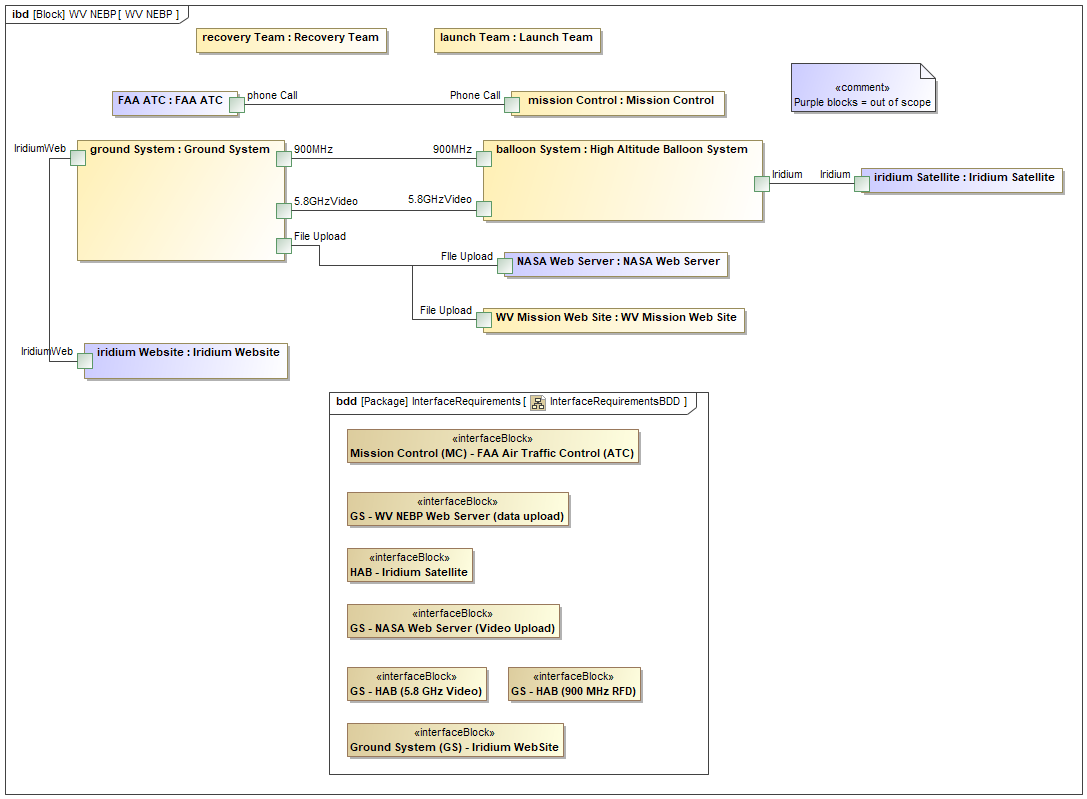 ibd [Block] WV NEBP[ WV NEBP ]
recovery Team : Recovery Team
launch Team : Launch Team
FAA ATC : FAA ATC
phone Call
Phone Call
mission Control : Mission Control
«comment»
Purple blocks = out of scope
IridiumWeb
ground System : Ground System
900MHz
900MHz
balloon System : High Altitude Balloon System
Iridium
Iridium
iridium Satellite : Iridium Satellite
5.8GHzVideo
5.8GHzVideo
File Upload
FIle Upload
NASA Web Server : NASA Web Server
File Upload
WV Mission Web Site : WV Mission Web Site
IridiumWeb
iridium Website : Iridium Website
bdd [Package] InterfaceRequirements[ InterfaceRequirementsBDD ]
«interfaceBlock»
Mission Control (MC) - FAA Air Traffic Control (ATC)
«interfaceBlock»
GS - WV NEBP Web Server (data upload)
«interfaceBlock»
HAB - Iridium Satellite
«interfaceBlock»
GS - NASA Web Server (Video Upload)
«interfaceBlock»
GS - HAB (5.8 GHz Video)
«interfaceBlock»
GS - HAB (900 MHz RFD)
«interfaceBlock»
Ground System (GS) - Iridium WebSite